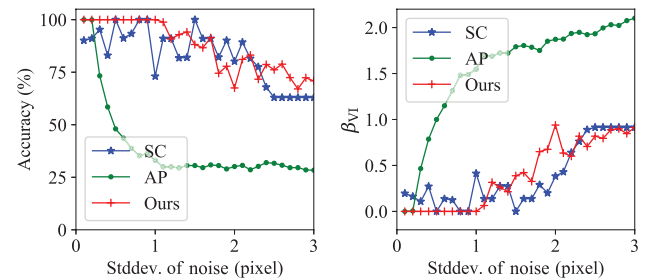 100
75
50
25
0
Accuracy (%)
SC
AP
Ours
0 1 2 3
Stddev. of noise (pixel)
2.0
1.5
1.0
0.5
0.0
βVI
SC
AP
Ours
0 1 2 3
Stddev. of noise (pixel)